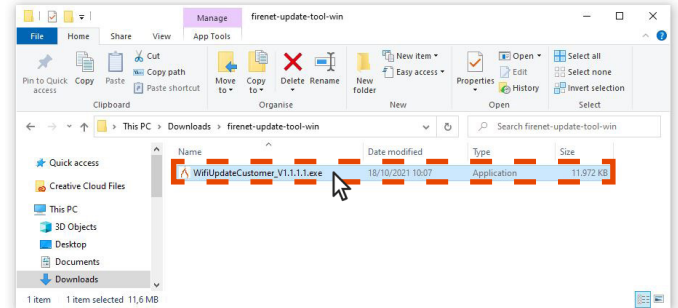 Manage firenet-update-tool-win
File Home Share View App Tools
Pin to Quick access
Copy
Paste
Cut
Copy path
Paste shortcut
Clipboard
Move to
Copy to
Delete
Rename
Organise
New folder
New item
Easy access
New
Properties
Open
Edit
History
Open
Select all
Select none
Invert selection
Select
This PC > Downloads > firenet-update-tool-win
Search firenet-update-tool-win
Name Date modified Type Size
WifiUpdateCustomer_V1.1.1.1.exe 18/10/2021 10:07 Application 11.972 KB
Quick access
Creative Cloud Files
This PC
3D Objects
Desktop
Documents
Downloads
1 item 1 item selected 11,6 MB